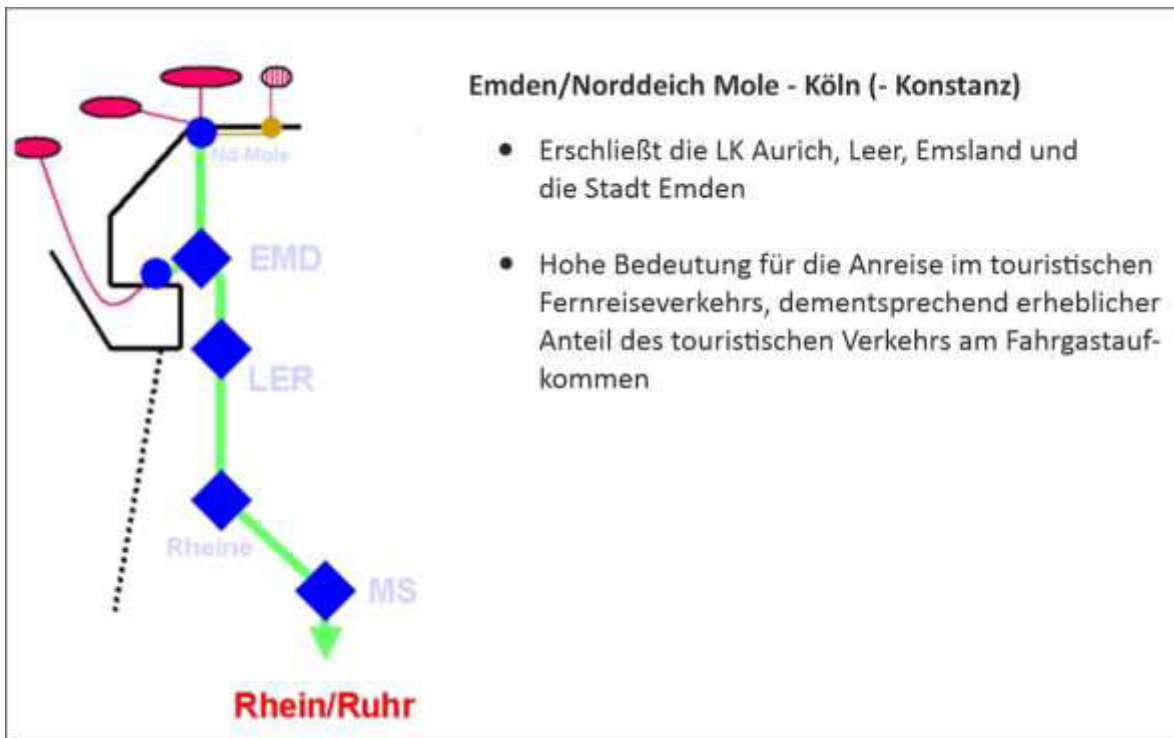 Emden/Norddeich Mole - Köln (- Konstanz)
• Erschließt die LK Aurich, Leer, Emsland und
die Stadt Emden
• Hohe Bedeutung für die Anreise im touristischen
Fernreiseverkehrs, dementsprechend erheblicher
Anteil des touristischen Verkehrs am Fahrgastauf-
kommen
Nd-Mole
EMD
LER
Rheine
MS
Rhein/Ruhr